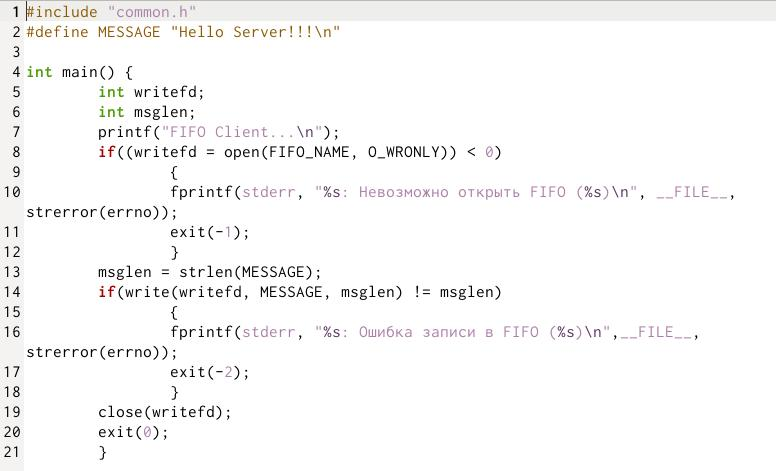 1 #include "common.h"
2 #define MESSAGE "Hello Server!!!\n"
3
4 int main() {
5 int writefd;
6 int msglen;
7 printf("FIFO Client...\n");
8 if((writefd = open(FIFO_NAME, O_WRONLY)) < 0)
9 {
10 fprintf(stderr, "%s: Невозможно открыть FIFO (%s)\n", __FILE__,
strerror(errno));
11 exit(-1);
12 }
13 msglen = strlen(MESSAGE);
14 if(write(writefd, MESSAGE, msglen) != msglen)
15 {
16 fprintf(stderr, "%s: Ошибка записи в FIFO (%s)\n",__FILE__,
strerror(errno));
17 exit(-2);
18 }
19 close(writefd);
20 exit(0);
21 }